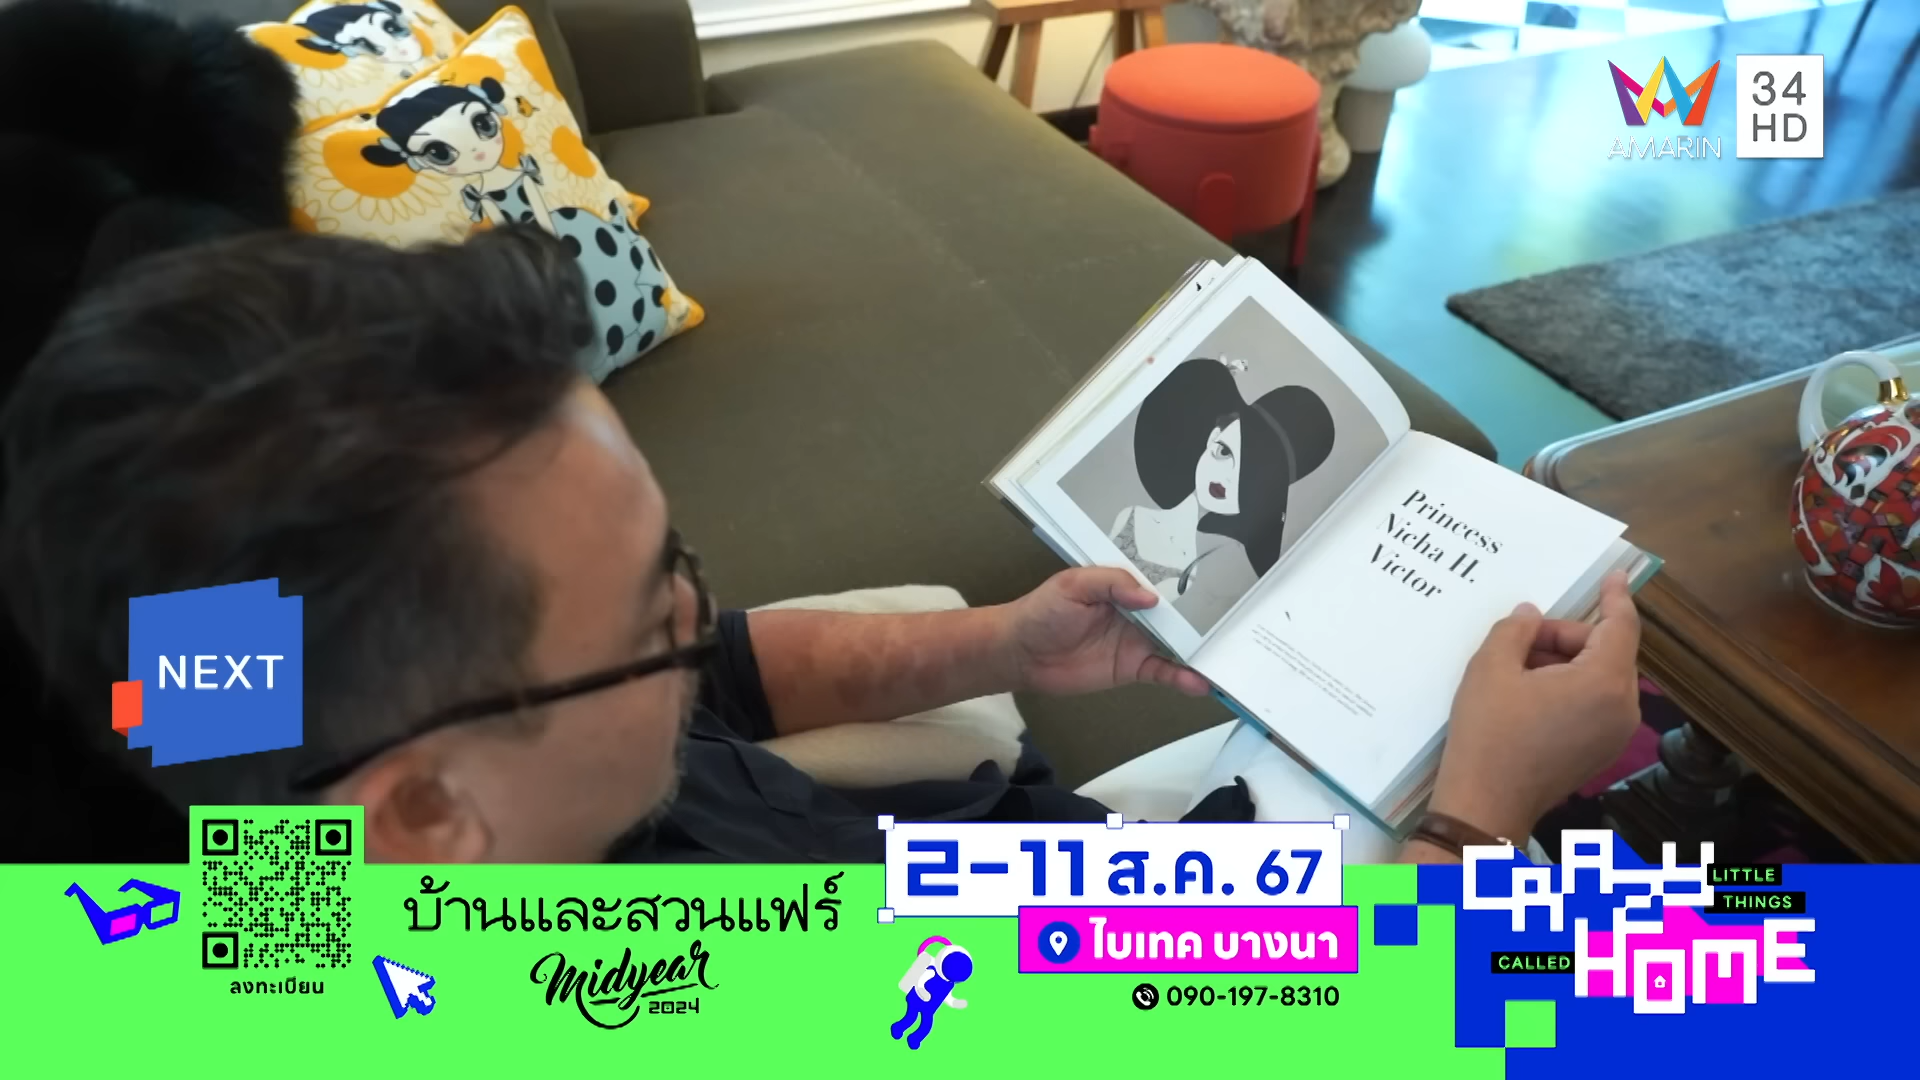 AMARIN
34
HD
Princess
Nicha H.
Victor
NEXT
ลงทะเบียน
บ้านและสวนแฟร์
Midyear
2024
2-11 ส.ค. 67
ไบเทค บางนา
090-197-8310
CRAZY
LITTLE
THINGS
CALLED
HOME